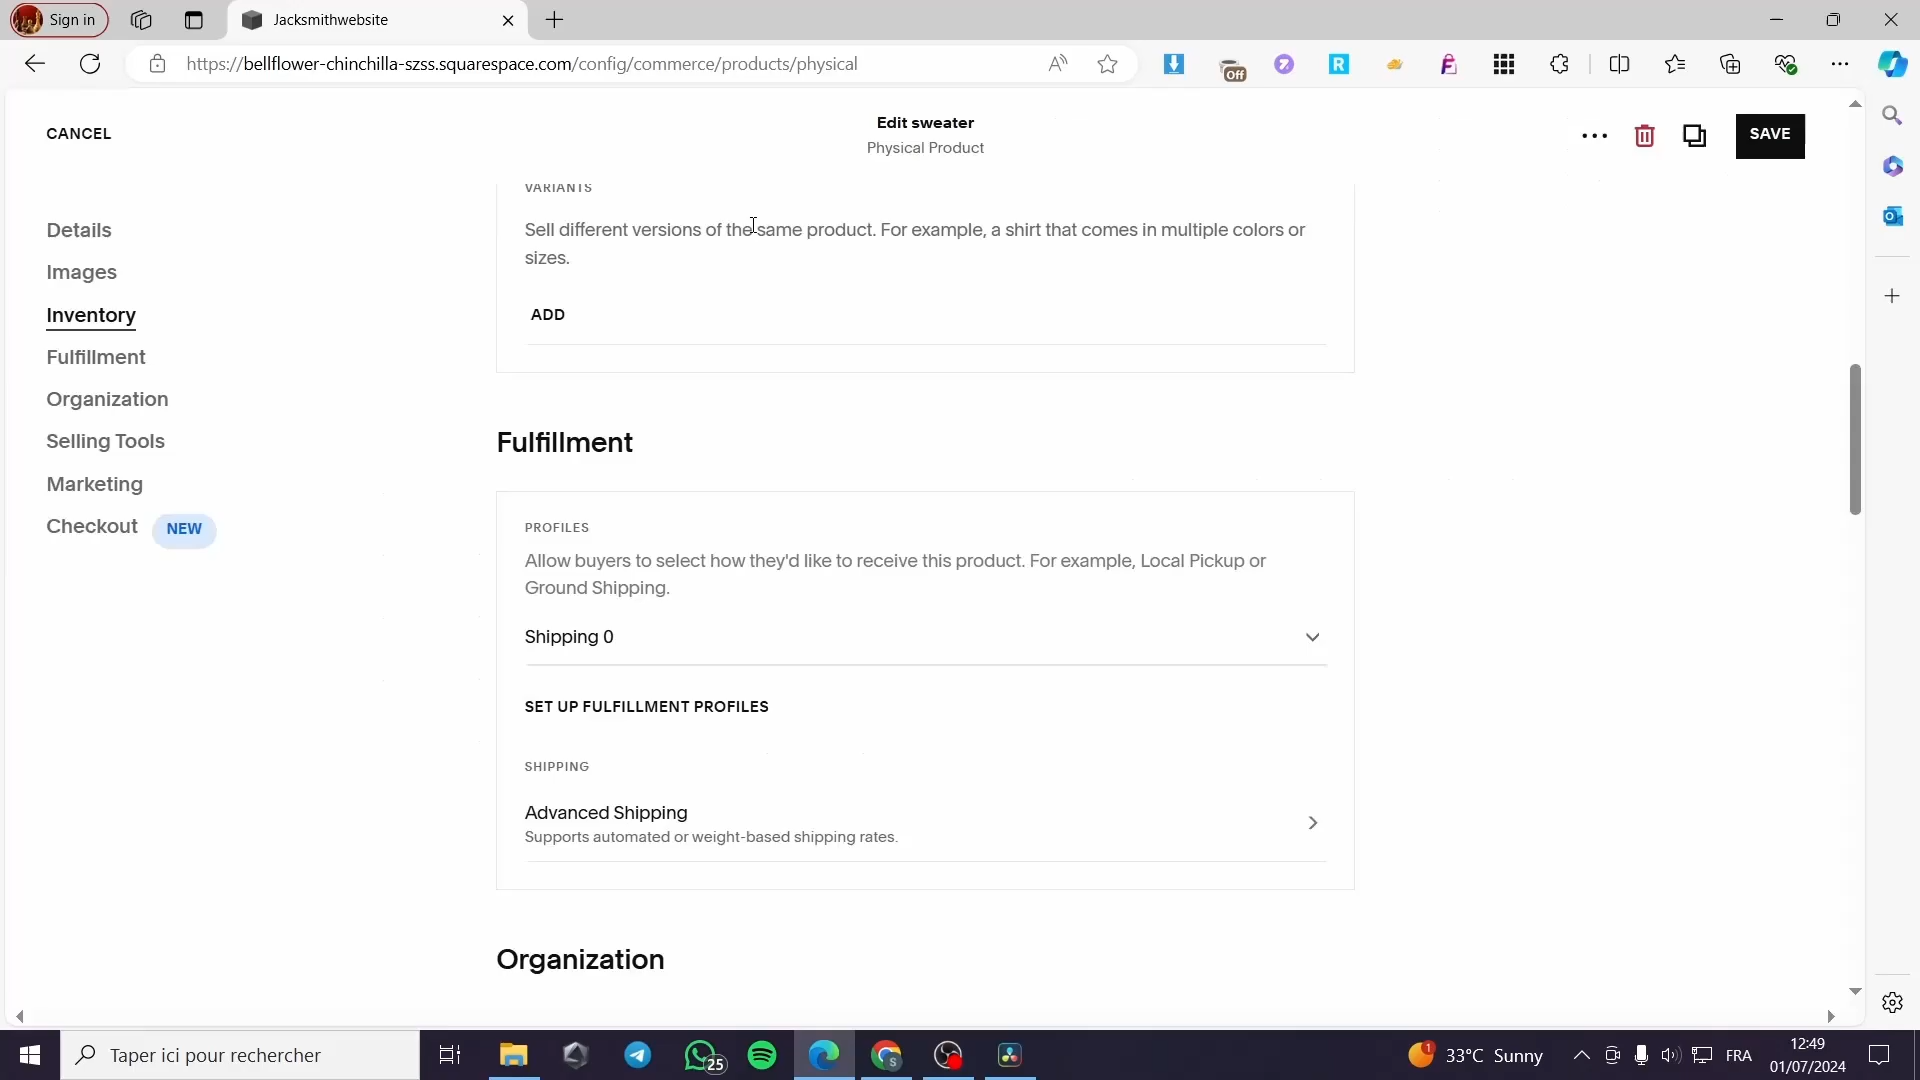 Sign in
Jacksmithwebsite
https://bellflower-chinchilla-szss.squarespace.com/config/commerce/products/physical
Off
CANCEL
Edit sweater
Physical Product
SAVE
Details
Images
Inventory
Fulfillment
Organization
Selling Tools
Marketing
Checkout NEW
VARIANTS
Sell different versions of the same product. For example, a shirt that comes in multiple colors or
sizes.
ADD
Fulfillment
PROFILES
Allow buyers to select how they'd like to receive this product. For example, Local Pickup or
Ground Shipping.
Shipping 0
SET UP FULFILLMENT PROFILES
SHIPPING
Advanced Shipping
Supports automated or weight-based shipping rates.
Organization
Taper ici pour rechercher
25
1
33°C Sunny
FRA
12:49
01/07/2024